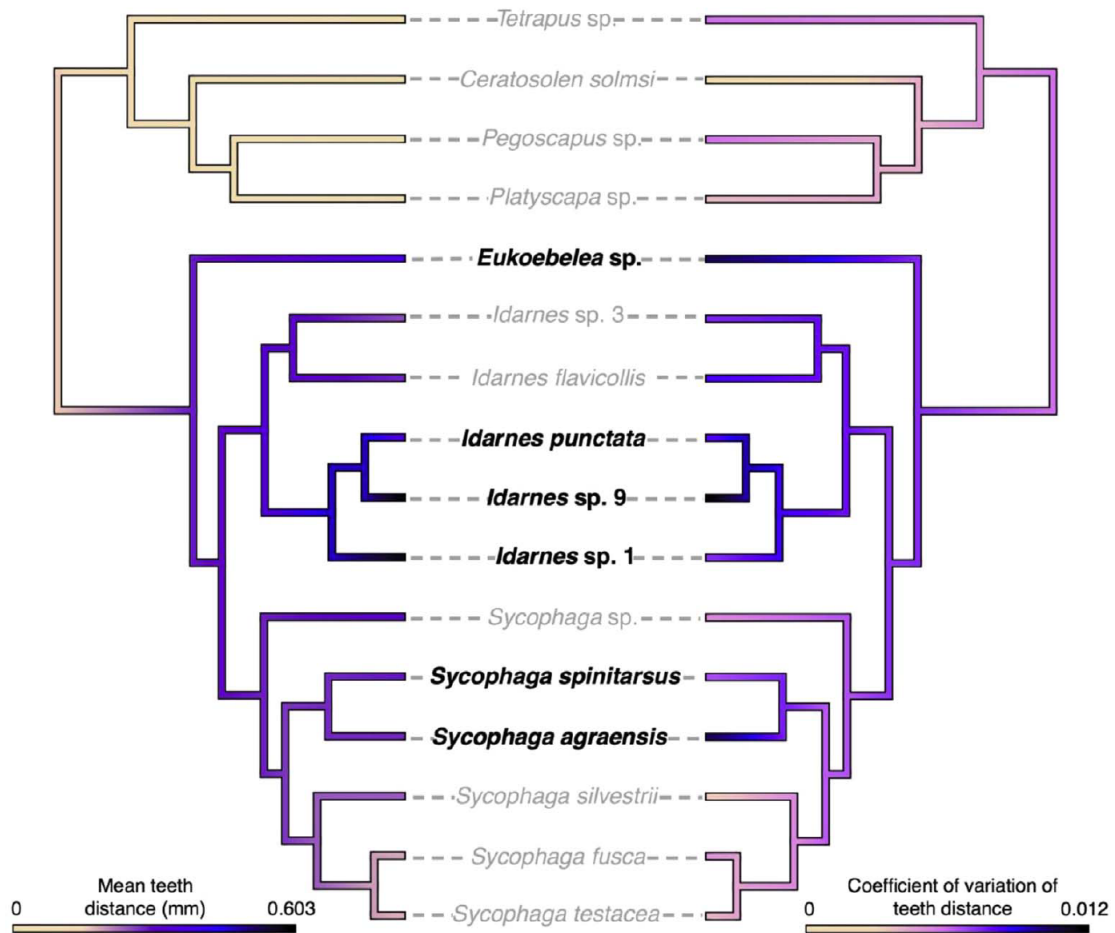 Tetrapus sp.
Ceratosolen solmsi
Pegoscapus sp.
Platyscapa sp.
Eukoebelea sp.
Idarnes sp. 3
Idarnes flavicollis
Idarnes punctata
Idarnes sp. 9
Idarnes sp. 1
Sycophaga sp.
Sycophaga spinitarsus
Sycophaga agraensis
Sycophaga silvestrii
Sycophaga fusca
Sycophaga testacea
Mean teeth
0 distance (mm) 0.603
Coefficient of variation of
0 teeth distance 0.012